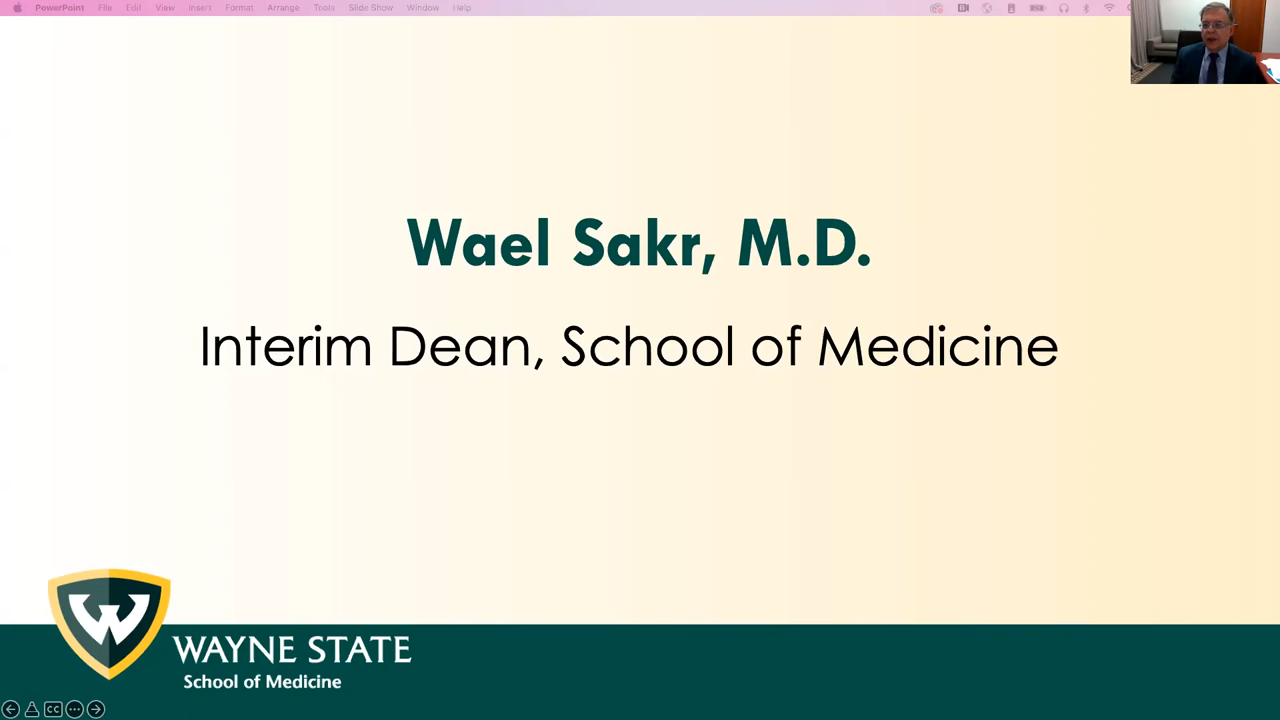 PowerPoint File Edit View Insert Format Arrange Tools Slide Show Window Help
Wael Sakr, M.D.
Interim Dean, School of Medicine
W
WAYNE STATE
School of Medicine
CC